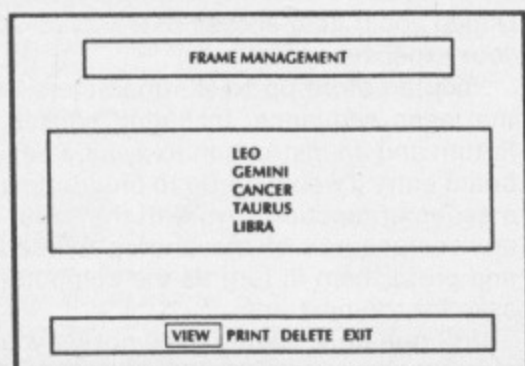 FRAME MANAGEMENT
LEO
GEMINI
CANCER
TAURUS
LIBRA
VIEW PRINT DELETE EXIT